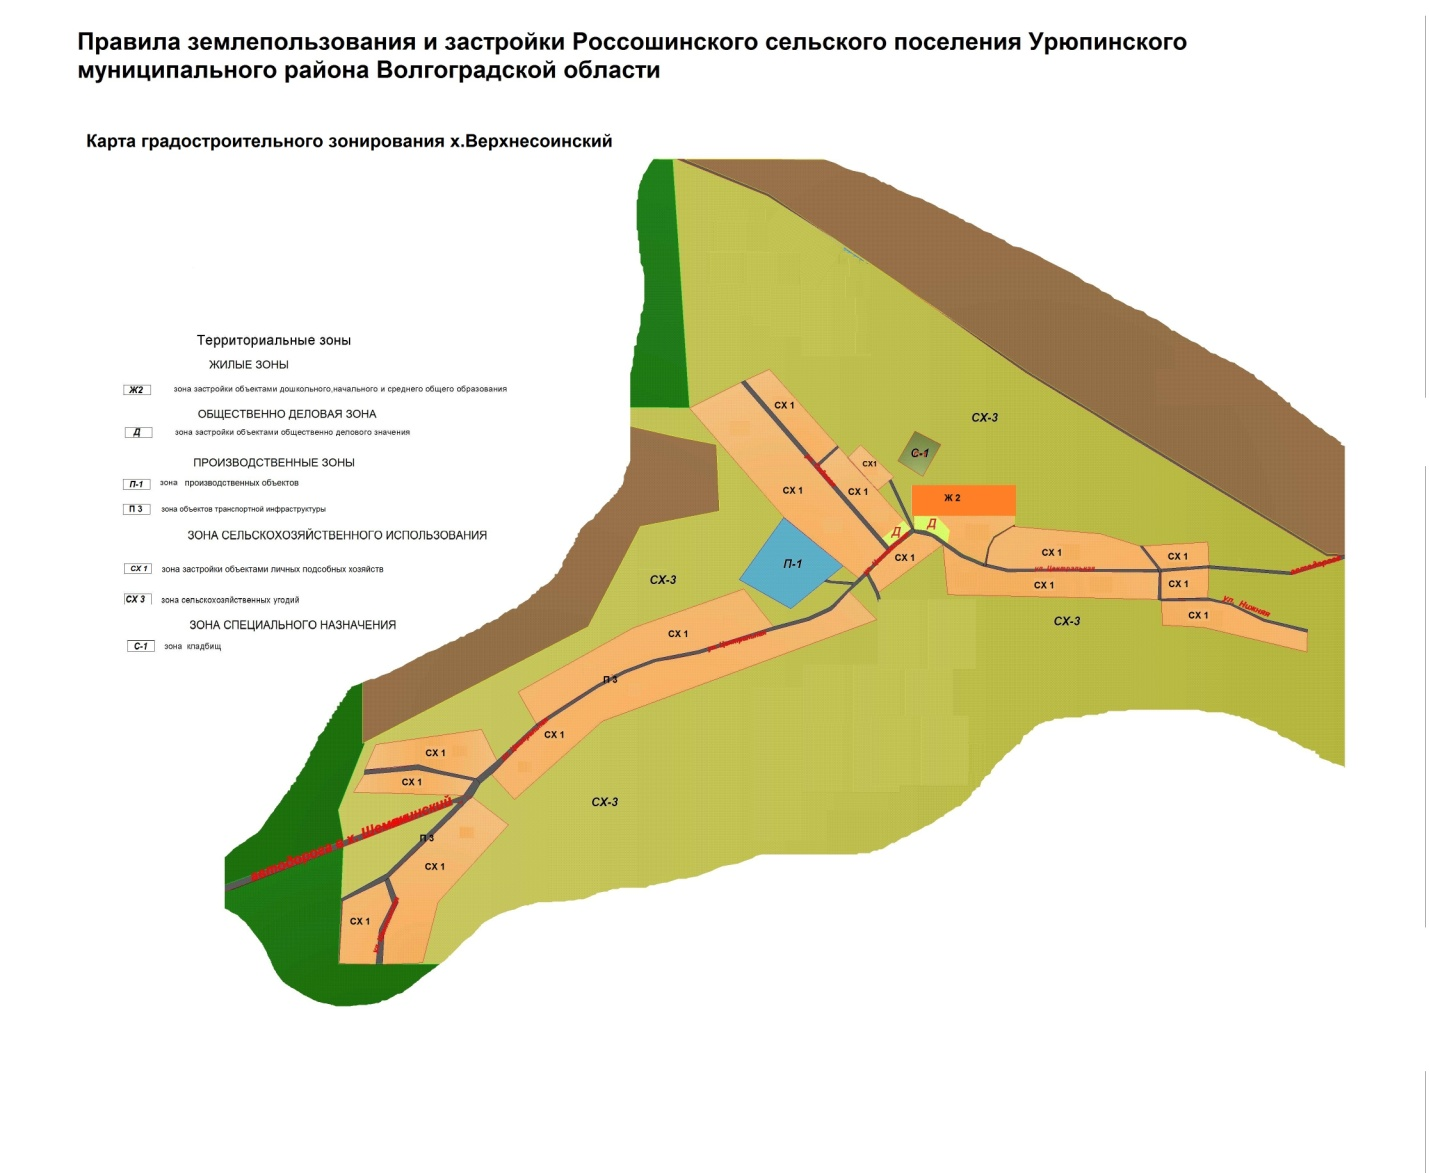 Правила землепользования и застройки Россошинского сельского поселения Урюпинского
муниципального района Волгоградской области
Карта градостроительного зонирования х.Верхнесоинский
Территориальные зоны
ЖИЛЫЕ ЗОНЫ
Ж2 зона застройки объектами дошкольного,начального и среднего общего образования
ОБЩЕСТВЕННО ДЕЛОВАЯ ЗОНА
Д зона застройки объектами общественно делового значения
ПРОИЗВОДСТВЕННЫЕ ЗОНЫ
П-1 зона производственных объектов
П 3 зона объектов транспортной инфраструктуры
ЗОНА СЕЛЬСКОХОЗЯЙСТВЕННОГО ИСПОЛЬЗОВАНИЯ
СХ 1 зона застройки объектами личных подсобных хозяйств
СХ 3 зона сельскохозяйственных угодий
ЗОНА СПЕЦИАЛЬНОГО НАЗНАЧЕНИЯ
С-1 зона кладбищ
СХ 1
СХ-3
С-1
СХ1
СХ 1
СХ 1
Ж 2
Д
Д
СХ 1
СХ 1
СХ 1
П-1
ул. Центральная
СХ-3
СХ 1
СХ 1
ул. Нижняя
СХ 1
СХ-3
СХ 1
П 3
СХ 1
СХ 1
СХ 1
СХ-3
х. Шемякинский
П 3
СХ 1
СХ 1